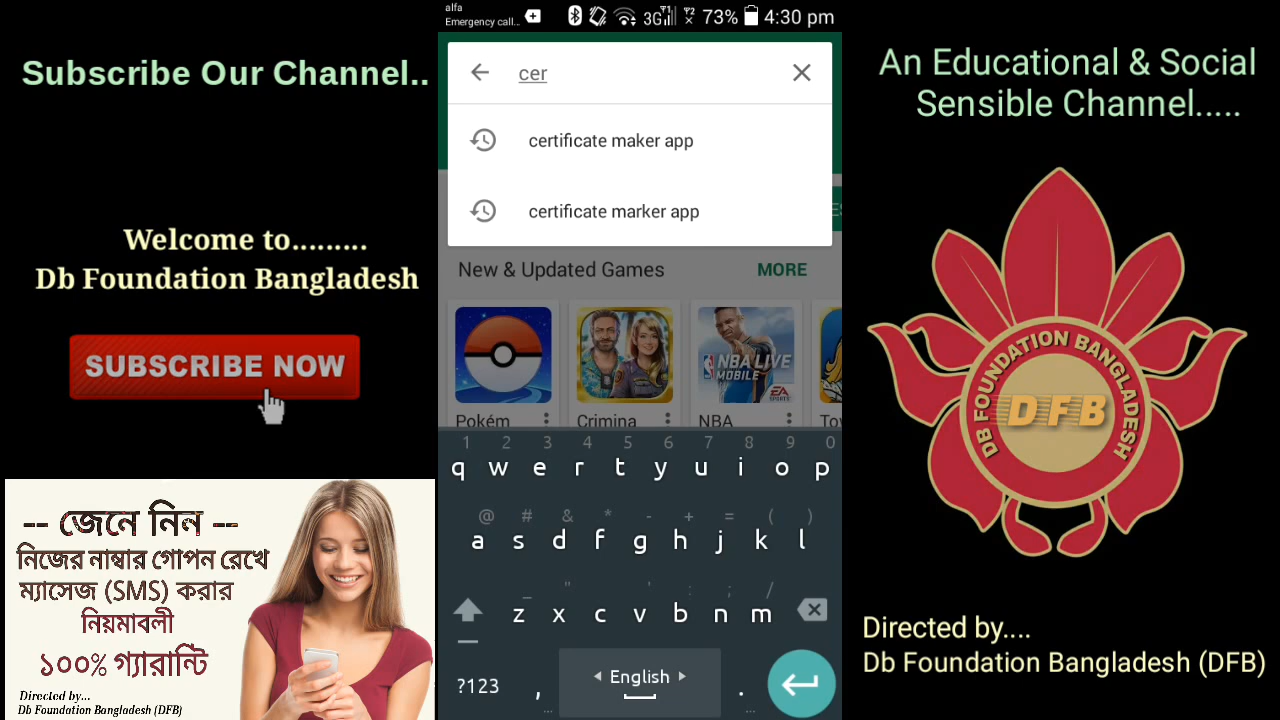 Subscribe Our Channel..
Welcome to.........
Db Foundation Bangladesh
SUBSCRIBE NOW
-- জেনে নিন --
নিজের নাম্বার গোপন রেখে
ম্যাসেজ (SMS) করার
নিয়মাবলী
১০০% গ্যারান্টি
Directed by...
Db Foundation Bangladesh (DFB)
alfa
Emergency call...
3G
73%
4:30 pm
cer
certificate maker app
certificate marker app
New & Updated Games
MORE
NBA LIVE
MOBILE
EA
SPORTS
Pokém
Crimina
NBA
To
1 2 3 4 5 6 7 8 9 0
q w e r t y u i o p
@ # & * - + = ( )
a s d f g h j k l
_ " ' : ; /
z x c v b n m
?123 , English .
An Educational & Social
Sensible Channel.....
DB FOUNDATION BANGLADESH
DFB
Directed by....
Db Foundation Bangladesh (DFB)